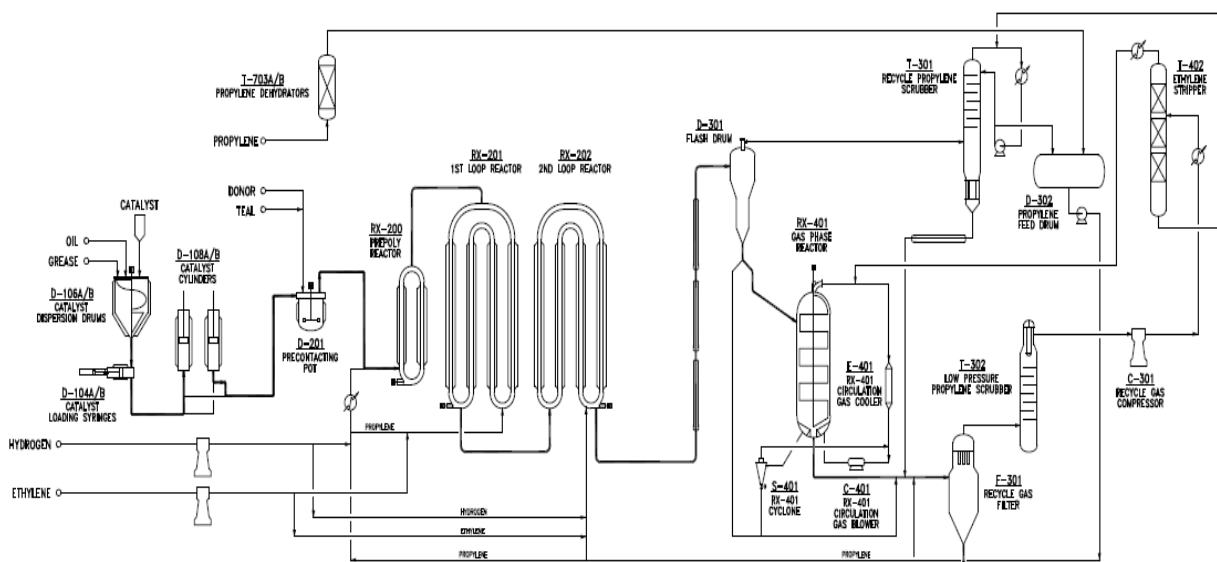 T-703A/B
PROPYLENE DEHYDRATORS
PROPYLENE
DONOR
TEAL
CATALYST
OIL
GREASE
D-106A/B
CATALYST
DISPERSION DRUMS
D-108A/B
CATALYST
CYLINDERS
D-104A/B
CATALYST
LOADING SYRINGES
D-201
PRECONTACTING
POT
RX-200
PREPOLY
REACTOR
RX-201
1ST LOOP REACTOR
RX-202
2ND LOOP REACTOR
HYDROGEN
ETHYLENE
PROPYLENE
HYDROGEN
ETHYLENE
PROPYLENE
D-301
FLASH DRUM
RX-401
GAS PHASE
REACTOR
E-401
RX-401
CIRCULATION
GAS COOLER
S-401
RX-401
CYCLONE
C-401
RX-401
CIRCULATION
GAS BLOWER
T-301
RECYCLE PROPYLENE
SCRUBBER
D-302
PROPYLENE
FEED DRUM
T-402
ETHYLENE
STRIPPER
T-302
LOW PRESSURE
PROPYLENE SCRUBBER
C-301
RECYCLE GAS
COMPRESSOR
F-301
RECYCLE GAS
FILTER
PROPYLENE